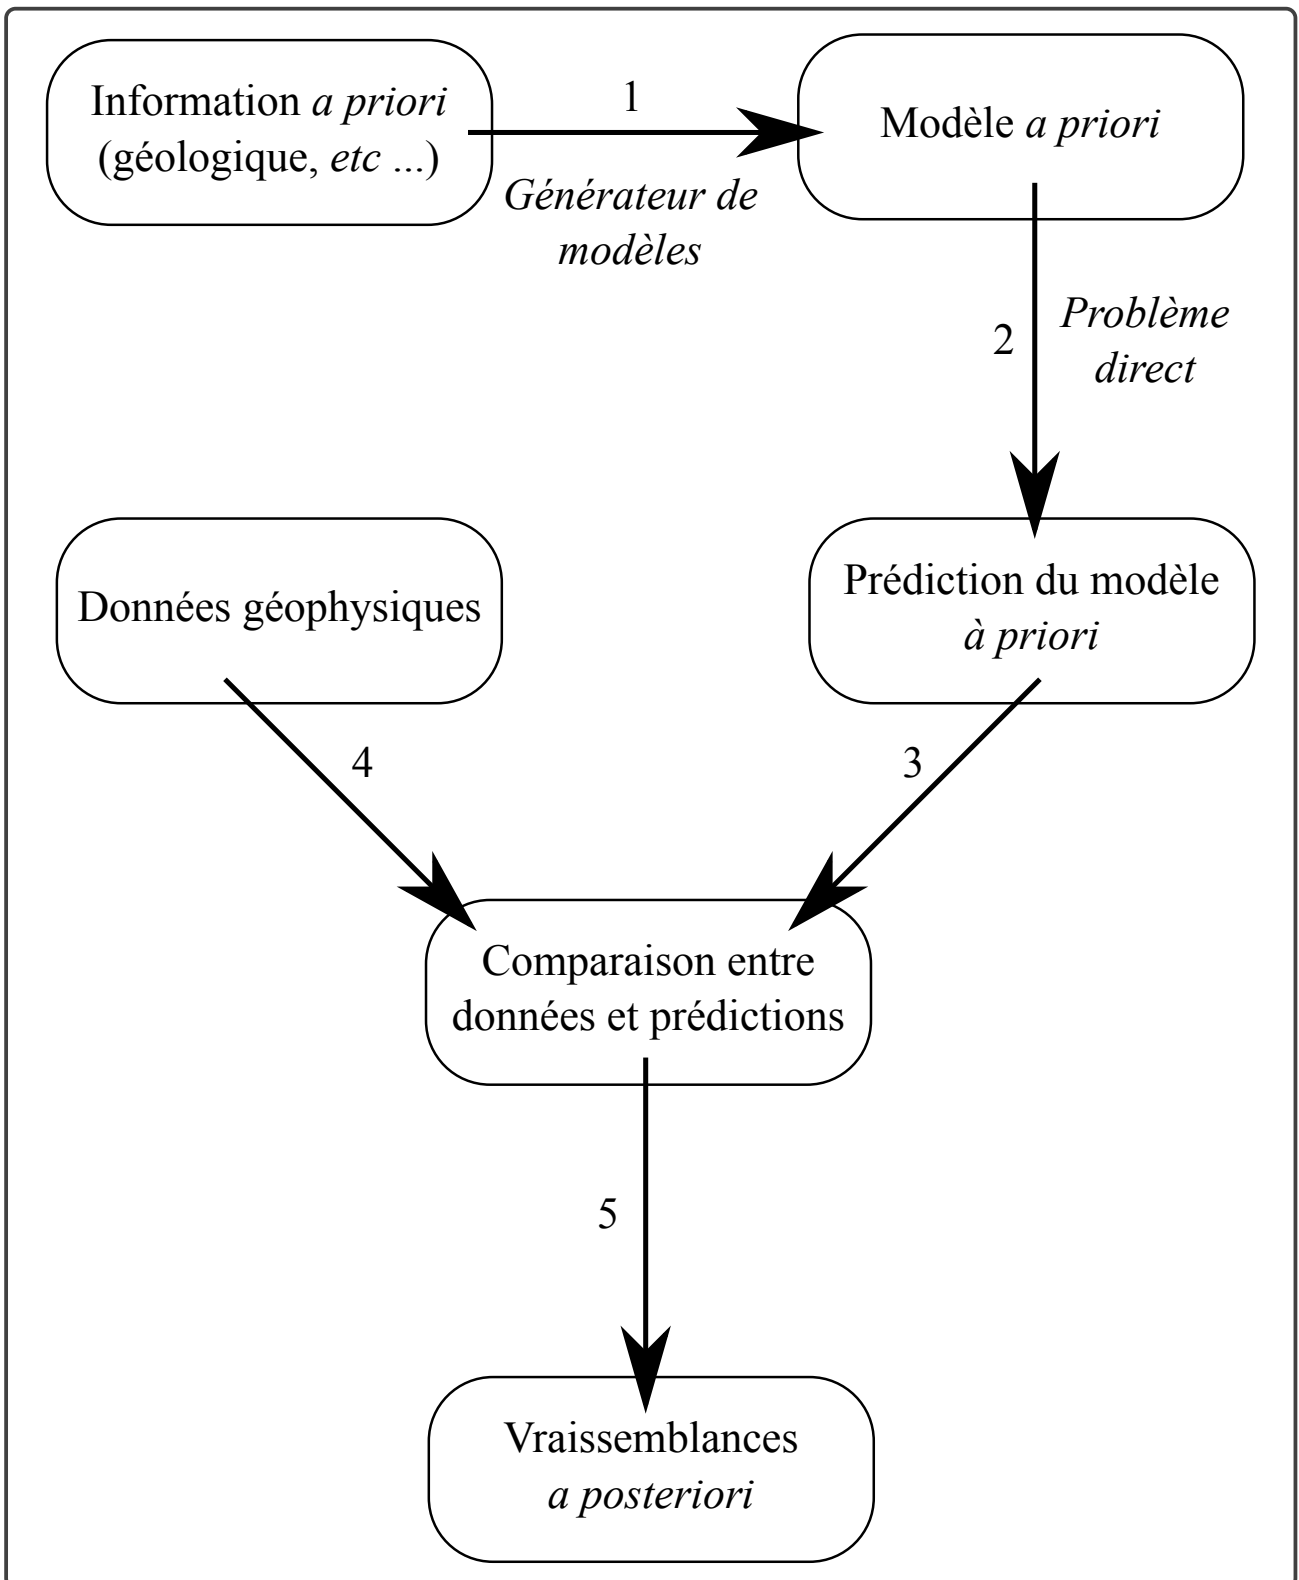 Information a priori
(géologique, etc ...)
1
Générateur de
modèles
Modèle a priori
2
Problème
direct
Données géophysiques
Prédiction du modèle
à priori
4
3
Comparaison entre
données et prédictions
5
Vraissemblances
a posteriori